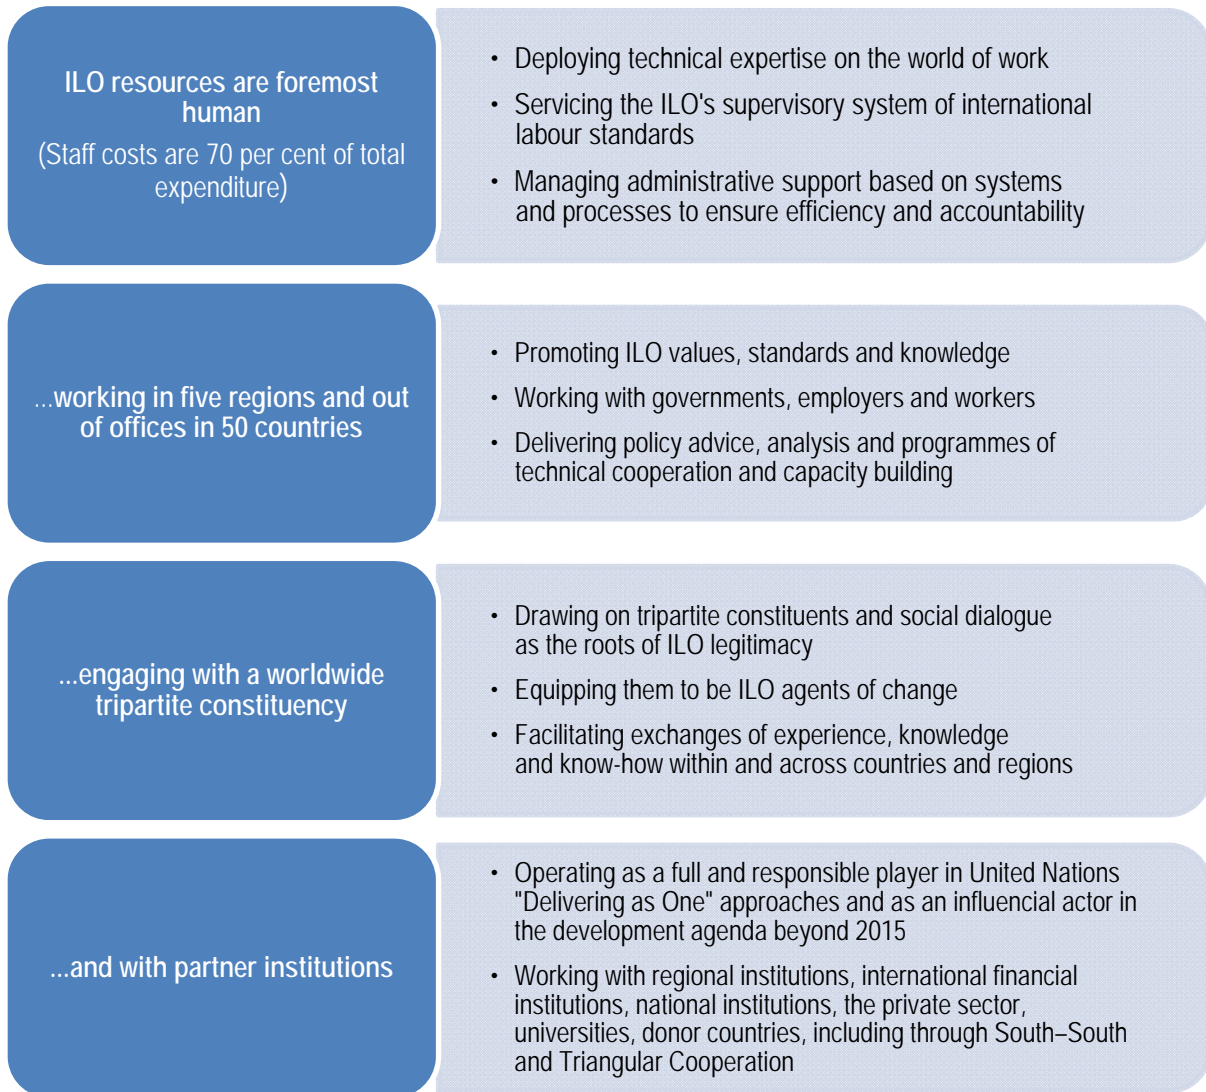 ILO resources are foremost
human
(Staff costs are 70 per cent of total
expenditure)
• Deploying technical expertise on the world of work
• Servicing the ILO's supervisory system of international
labour standards
• Managing administrative support based on systems
and processes to ensure efficiency and accountability
...working in five regions and out
of offices in 50 countries
• Promoting ILO values, standards and knowledge
• Working with governments, employers and workers
• Delivering policy advice, analysis and programmes of
technical cooperation and capacity building
...engaging with a worldwide
tripartite constituency
• Drawing on tripartite constituents and social dialogue
as the roots of ILO legitimacy
• Equipping them to be ILO agents of change
• Facilitating exchanges of experience, knowledge
and know-how within and across countries and regions
...and with partner institutions
• Operating as a full and responsible player in United Nations
"Delivering as One" approaches and as an influential actor in
the development agenda beyond 2015
• Working with regional institutions, international financial
institutions, national institutions, the private sector,
universities, donor countries, including through South–South
and Triangular Cooperation